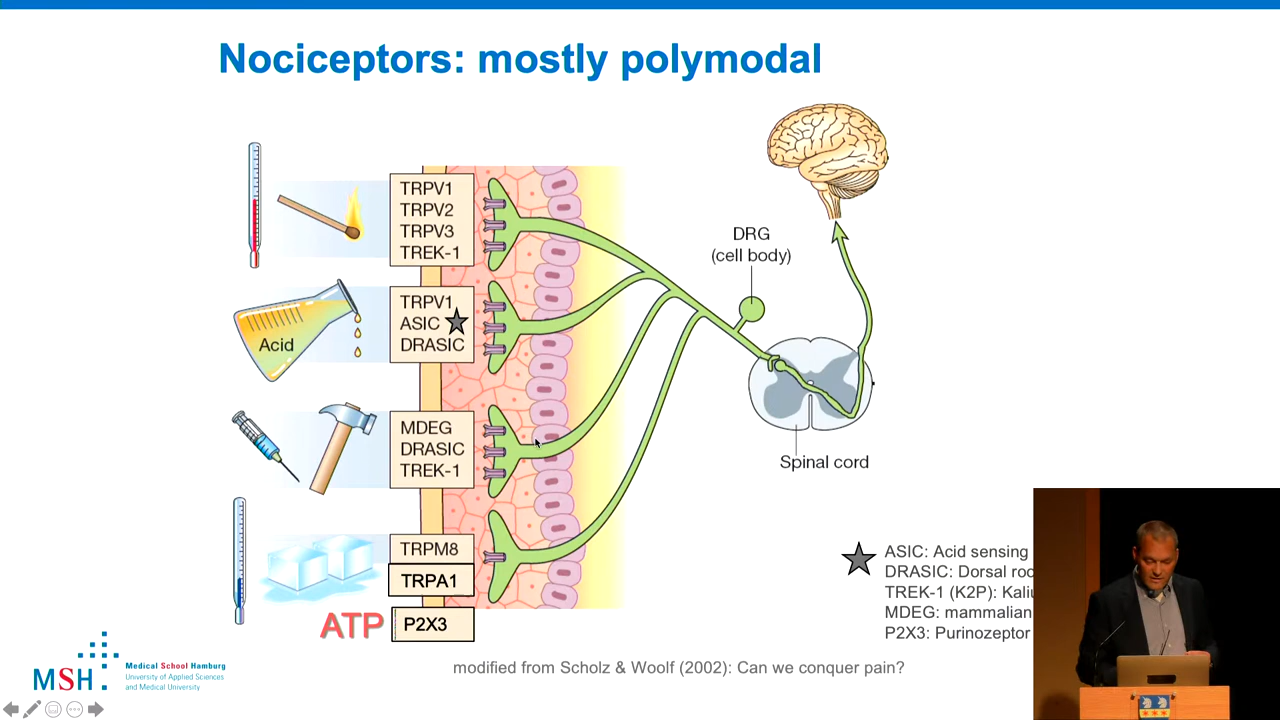 Nociceptors: mostly polymodal
TRPV1
TRPV2
TRPV3
TREK-1
Acid
TRPV1
ASIC
DRASIC
MDEG
DRASIC
TREK-1
TRPM8
TRPA1
ATP
P2X3
DRG
(cell body)
Spinal cord
ASIC: Acid sensing
DRASIC: Dorsal
TREK-1 (K2P):
MDEG: mammalian
P2X3: Purinozeptor
modified from Scholz & Woolf (2002): Can we conquer pain?
MSH
Medical School Hamburg
University of Applied Sciences
and Medical University